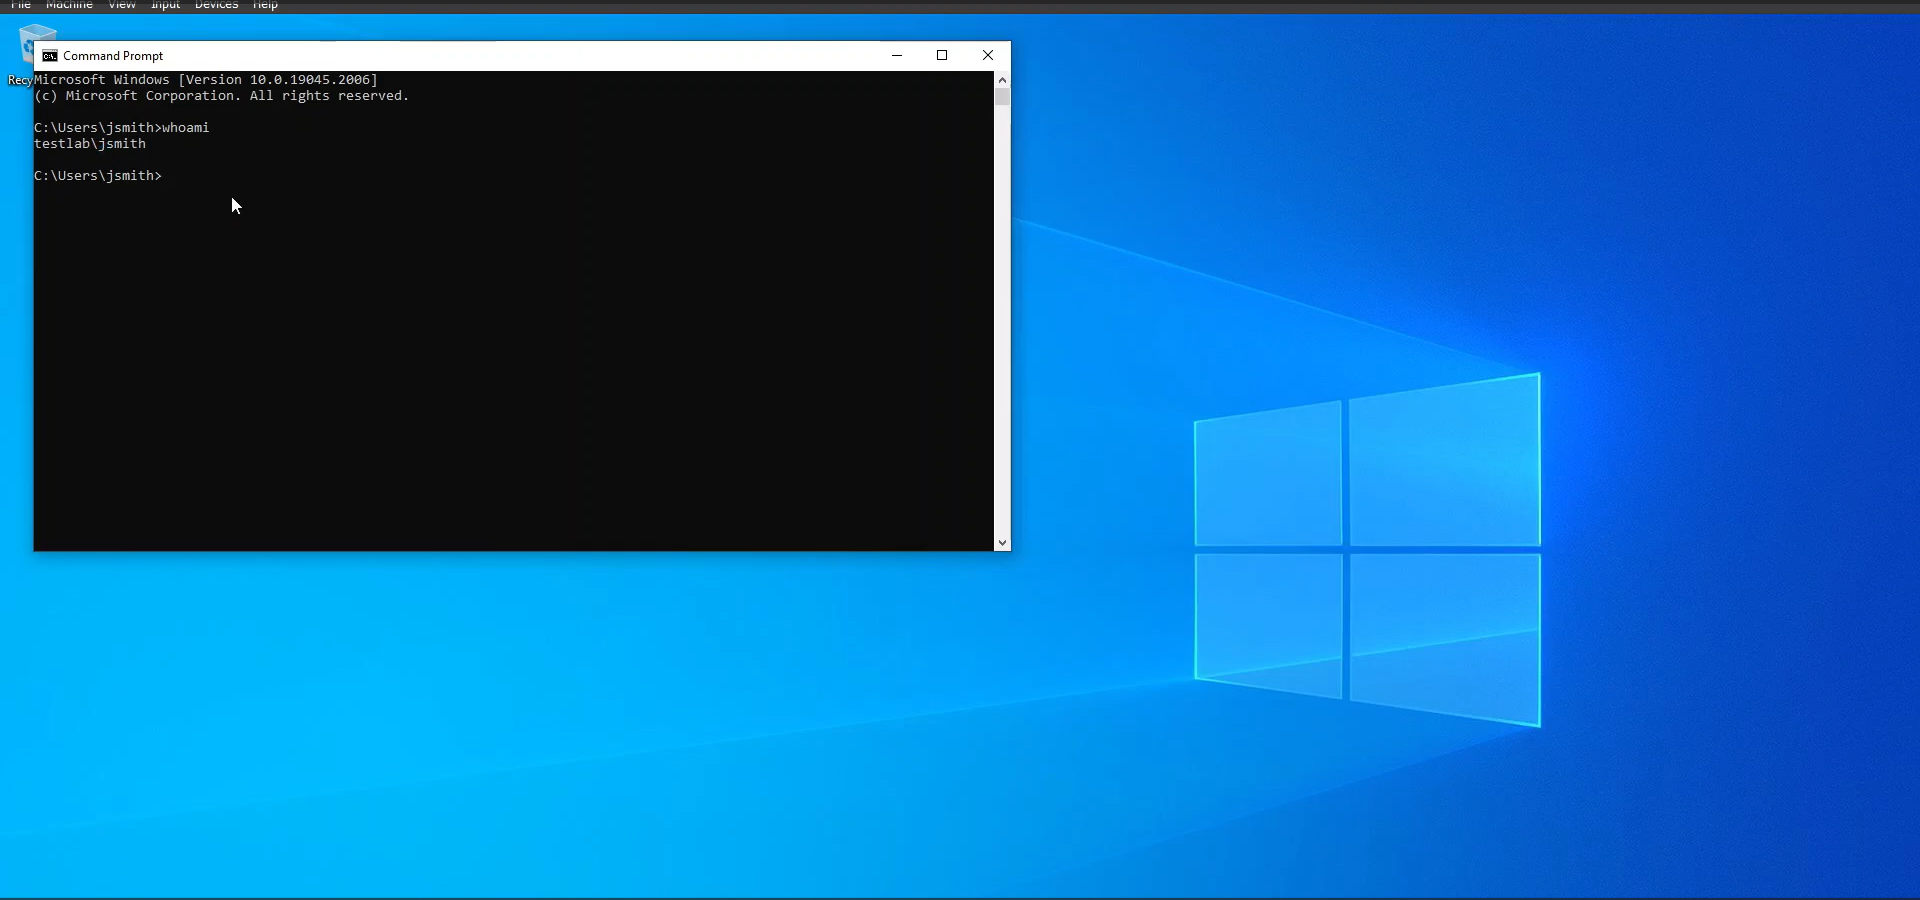 File Machine View Input Devices Help
Command Prompt
Recy
Microsoft Windows [Version 10.0.19045.2006]
(c) Microsoft Corporation. All rights reserved.
C:\Users\jsmith>whoami
testlab\jsmith
C:\Users\jsmith>